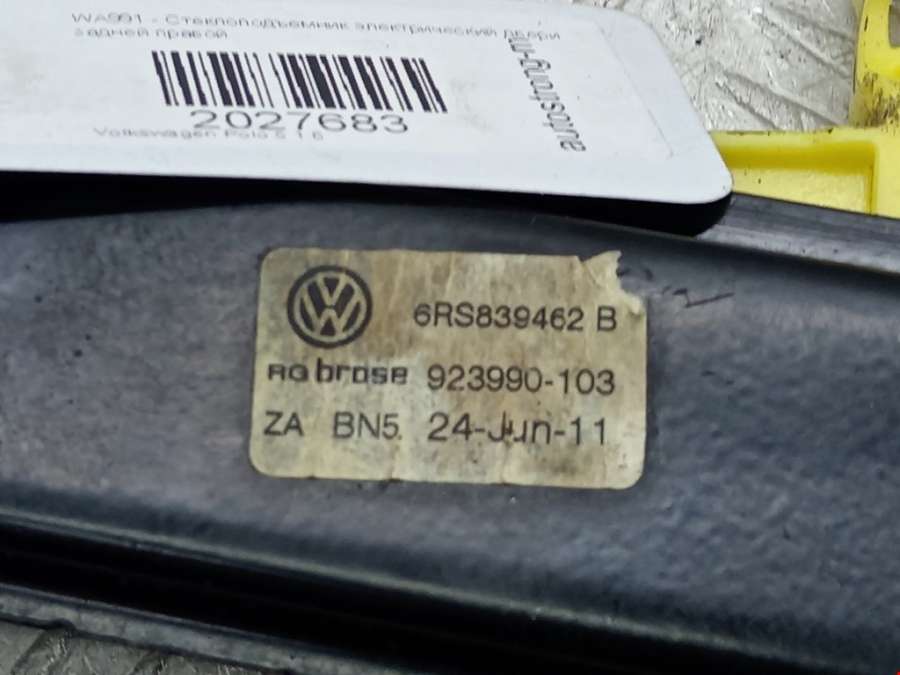 WA991 - Стеклоподъемник электрический двери
задней правой
2027683
Volkswagen Polo 5 1.6
autostrong-m
6RS839462 B
RG brose 923990-103
ZA BN5. 24-Jun-11